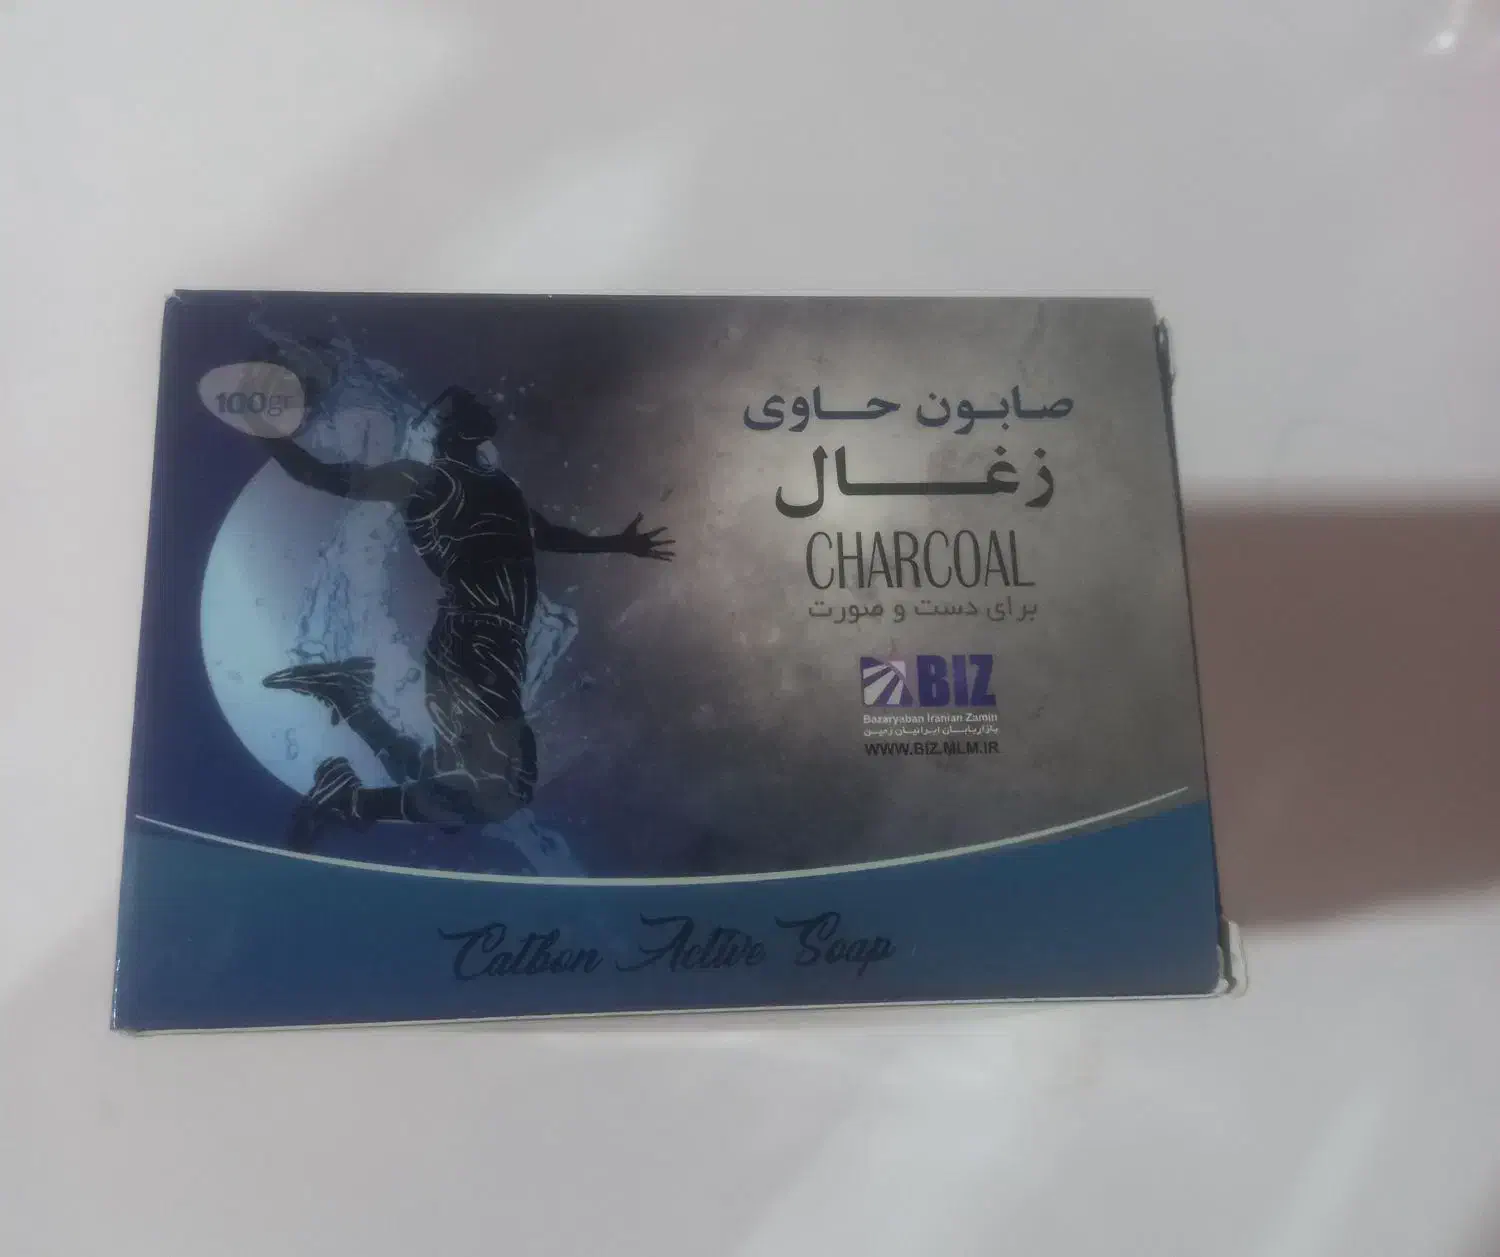 100gr
صابون حاوی
زغال
CHARCOAL
برای دست و صورت
BIZ
Bazaryaban Iranian Zamin
بازاریابان ایرانیان زمین
WWW.BIZ.MLM.IR
Catbon Active Soap